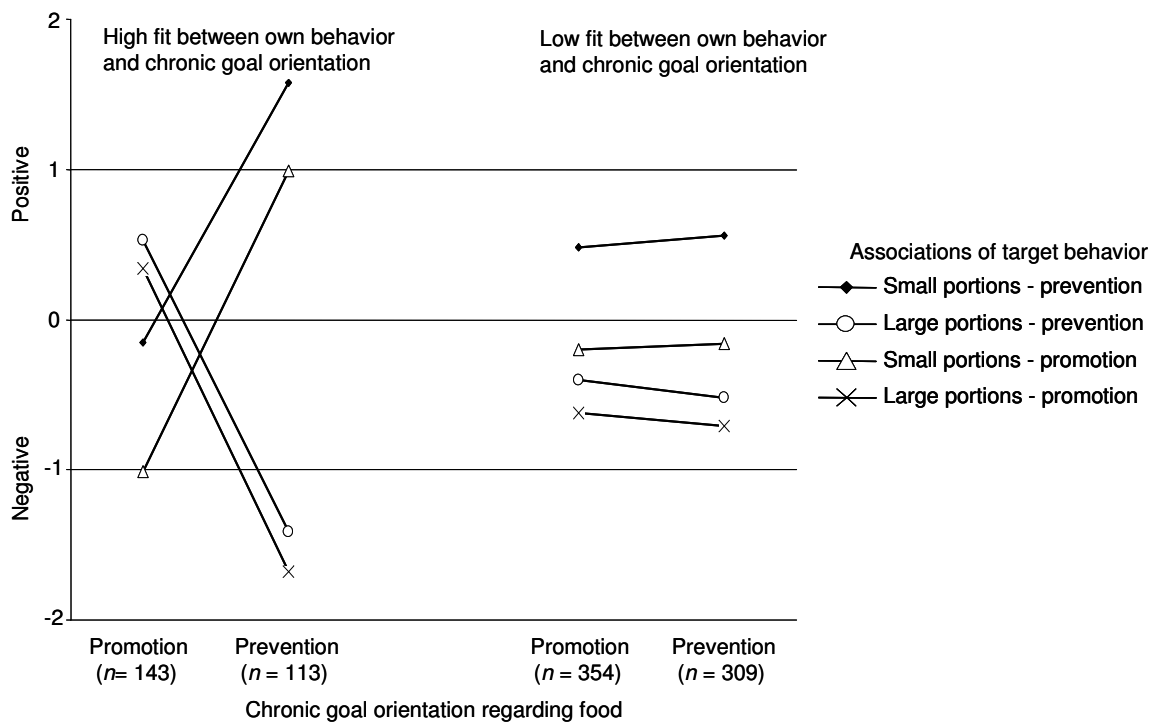 2
High fit between own behavior
and chronic goal orientation
Low fit between own behavior
and chronic goal orientation
Positive
1
Associations of target behavior
Small portions - prevention
0
Large portions - prevention
Small portions - promotion
Large portions - promotion
Negative
-1
-2
Promotion
(n= 143)
Prevention
(n = 113)
Promotion
(n = 354)
Prevention
(n = 309)
Chronic goal orientation regarding food